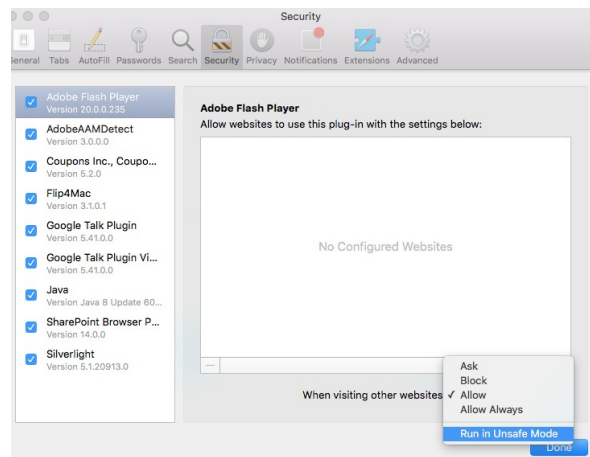 Security
General Tabs AutoFill Passwords Search Security Privacy Notifications Extensions Advanced
Adobe Flash Player
Version 20.0.0.235
AdobeAAMDetect
Version 3.0.0.0
Coupons Inc., Coupo...
Version 5.2.0
Flip4Mac
Version 3.1.0.1
Google Talk Plugin
Version 5.41.0.0
Google Talk Plugin Vi...
Version 5.41.0.0
Java
Version Java 8 Update 60...
SharePoint Browser P...
Version 14.0.0
Silverlight
Version 5.1.20913.0
Adobe Flash Player
Allow websites to use this plug-in with the settings below:
No Configured Websites
When visiting other websites
Ask
Block
✓ Allow
Allow Always
Run in Unsafe Mode
Done